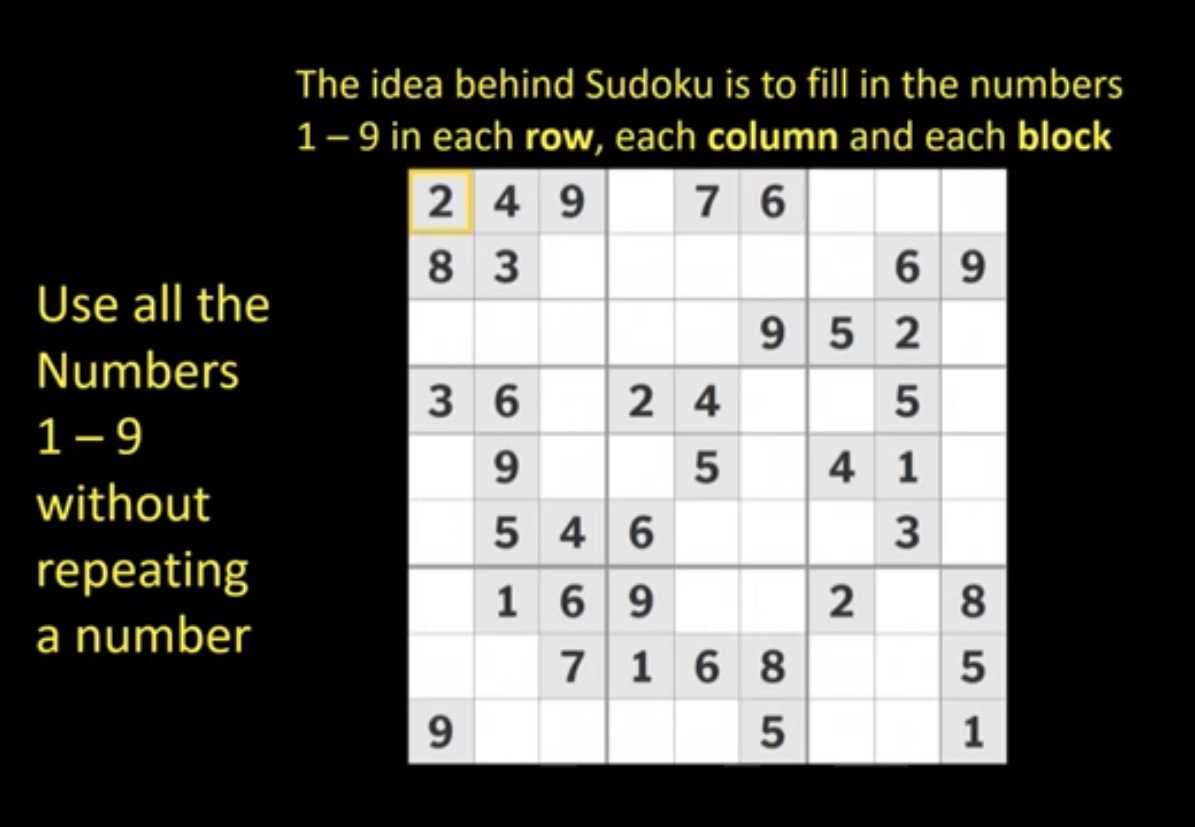 The idea behind Sudoku is to fill in the numbers
1 – 9 in each row, each column and each block
Use all the
Numbers
1 – 9
without
repeating
a number
2 4 9 7 6
8 3 6 9
9 5 2
3 6 2 4 5
9 5 4 1
5 4 6 3
1 6 9 2 8
7 1 6 8 5
9 5 1